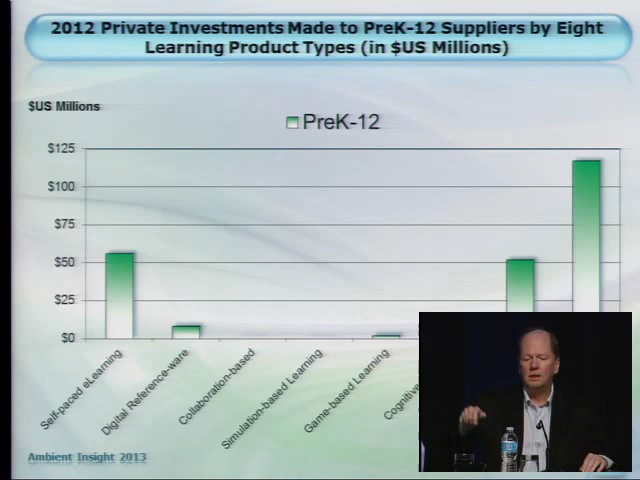 2012 Private Investments Made to PreK-12 Suppliers by Eight
Learning Product Types (in $US Millions)
$US Millions
PreK-12
$125
$100
$75
$50
$25
$0
Self-paced eLearning
Digital Reference-ware
Collaboration-based
Simulation-based Learning
Game-based Learning
Cognitive
Ambient Insight 2013